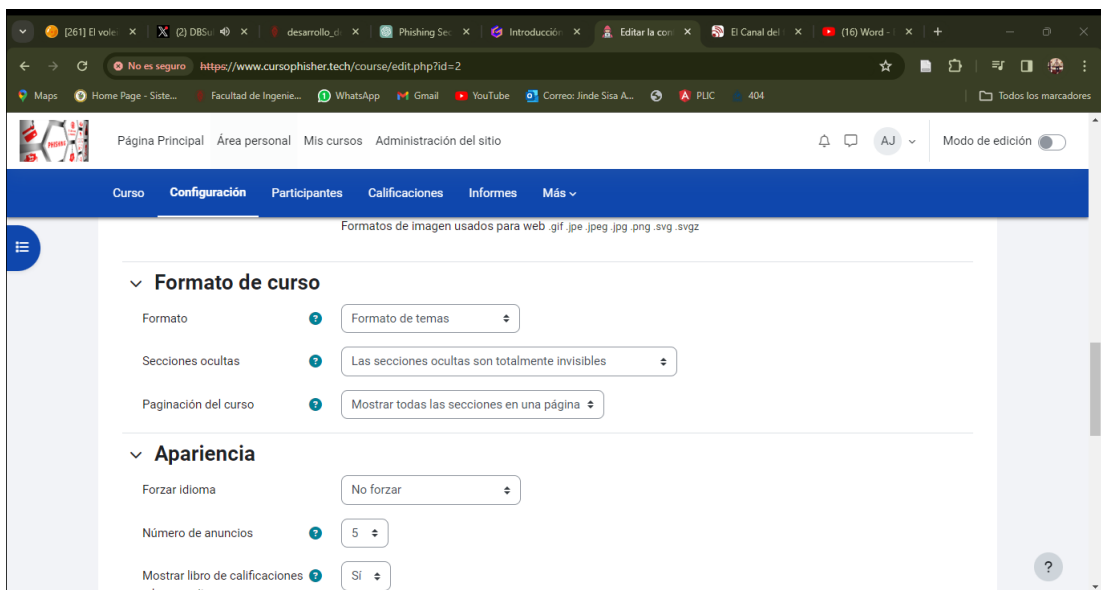 [261] El vole (2) DBSu desarrollo_d Phishing Sec Introducción Editar la con El Canal del (16) Word -
No es seguro https://www.cursophisher.tech/course/edit.php?id=2
Maps Home Page - Siste... Facultad de Ingenie... WhatsApp Gmail YouTube Correo: Jinde Sisa A... PLIC 404 Todos los marcadores
PHISHING Página Principal Área personal Mis cursos Administración del sitio AJ Modo de edición
Curso Configuración Participantes Calificaciones Informes Más
Formatos de imagen usados para web .gif .jpe .jpeg .jpg .png .svg .svgz
Formato de curso
Formato ? Formato de temas
Secciones ocultas ? Las secciones ocultas son totalmente invisibles
Paginación del curso ? Mostrar todas las secciones en una página
Apariencia
Forzar idioma No forzar
Número de anuncios ? 5
Mostrar libro de calificaciones ? Sí
?